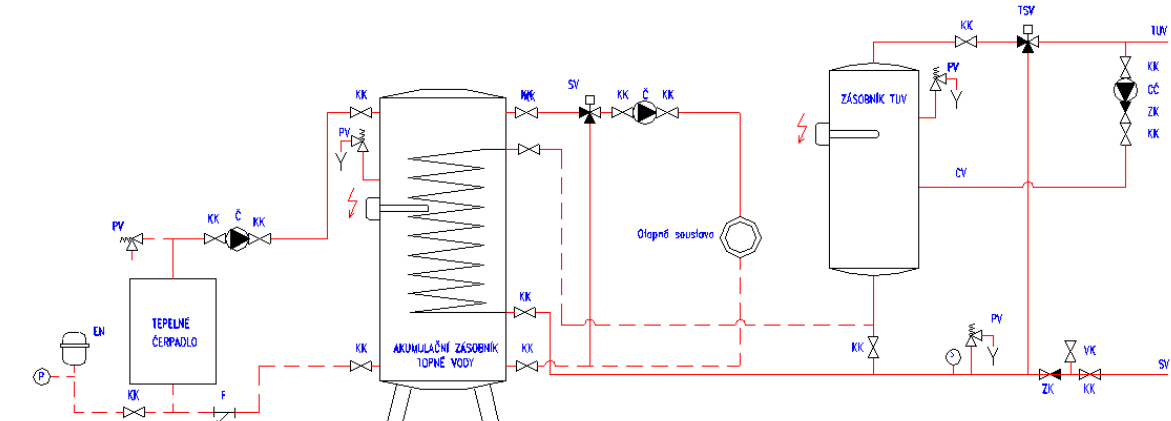 TSV
KK
TUV
KK
PV
ZÁSOBNÍK TUV
CČ
ZK
KK
SV
KK
KK
KK
Č
KK
PV
CV
KK
Č
KK
PV
Otopná soustava
KK
PV
EN
TEPELNÉ
ČERPADLO
AKUMULAČNÍ ZÁSOBNÍK
TOPNÉ VODY
KK
KK
KK
VK
SV
P
KK
F
ZK
KK